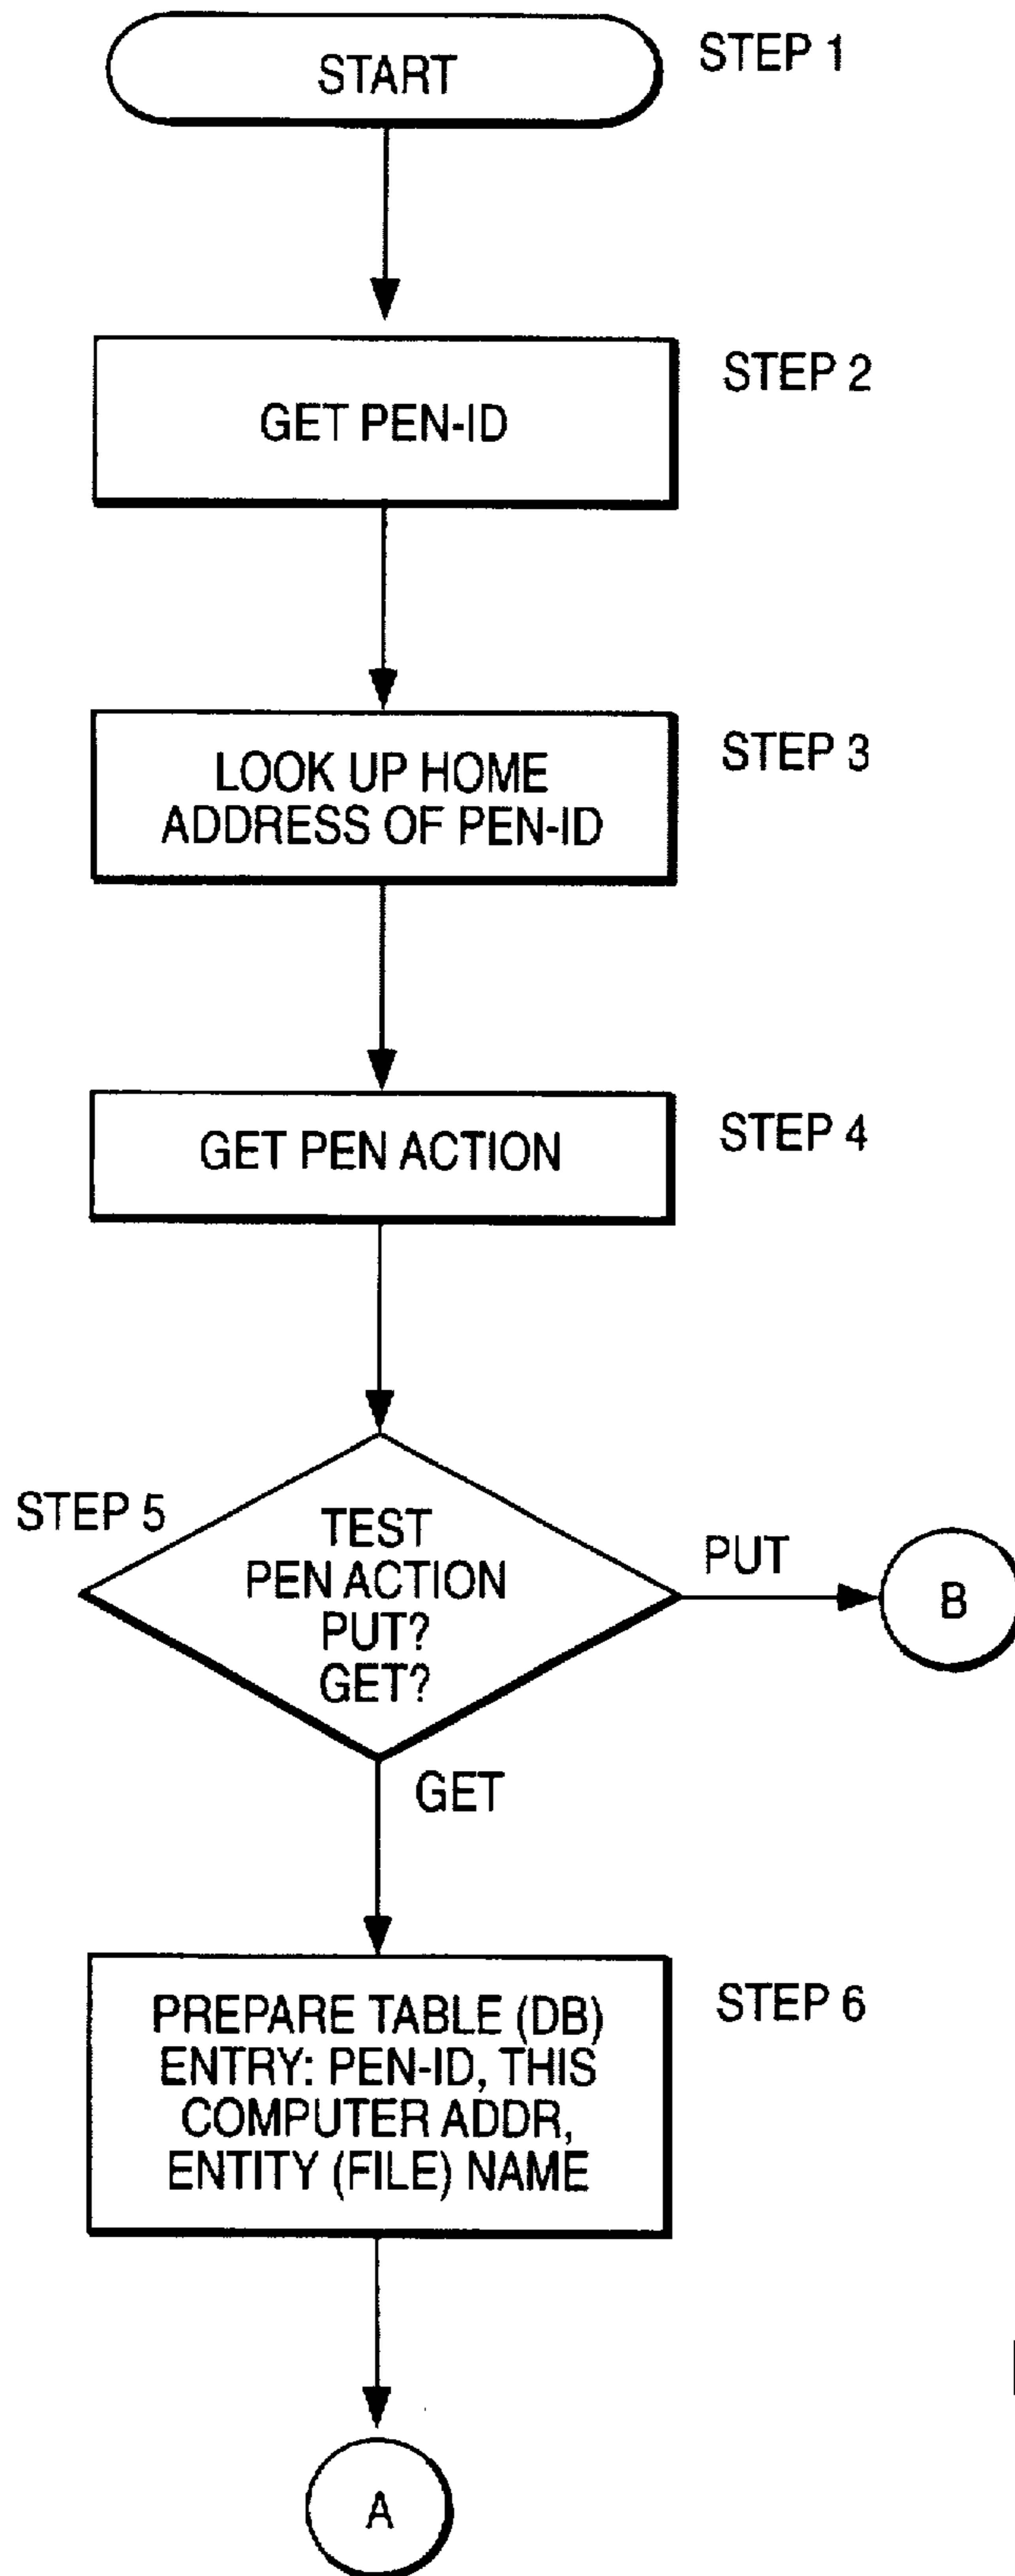 START
STEP 1
GET PEN-ID
STEP 2
LOOK UP HOME
ADDRESS OF PEN-ID
STEP 3
GET PEN ACTION
STEP 4
STEP 5
TEST
PEN ACTION
PUT?
GET?
PUT
B
GET
PREPARE TABLE (DB)
ENTRY: PEN-ID, THIS
COMPUTER ADDR,
ENTITY (FILE) NAME
STEP 6
A